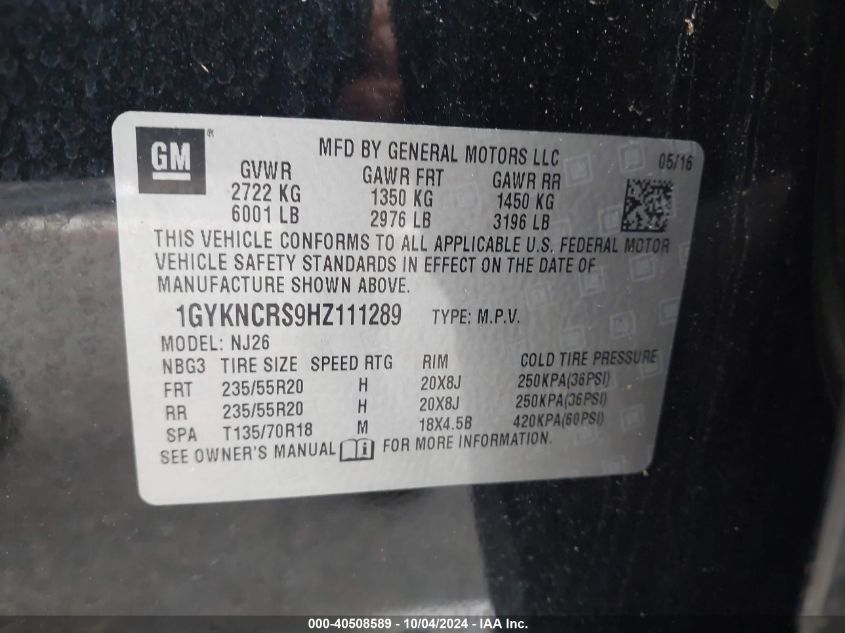 GM®
MFD BY GENERAL MOTORS LLC 05/16
GVWR GAWR FRT GAWR RR
2722 KG 1350 KG 1450 KG
6001 LB 2976 LB 3196 LB
THIS VEHICLE CONFORMS TO ALL APPLICABLE U.S. FEDERAL MOTOR
VEHICLE SAFETY STANDARDS IN EFFECT ON THE DATE OF
MANUFACTURE SHOWN ABOVE.
1GYKNCRS9HZ111289 TYPE: M.P.V.
MODEL: NJ26
NBG3 TIRE SIZE SPEED RTG RIM COLD TIRE PRESSURE
FRT 235/55R20 H 20X8J 250KPA(36PSI)
RR 235/55R20 H 20X8J 250KPA(36PSI)
SPA T135/70R18 M 18X4.5B 420KPA(60PSI)
SEE OWNER'S MANUAL i FOR MORE INFORMATION.
000-40508589 - 10/04/2024 - IAA Inc.